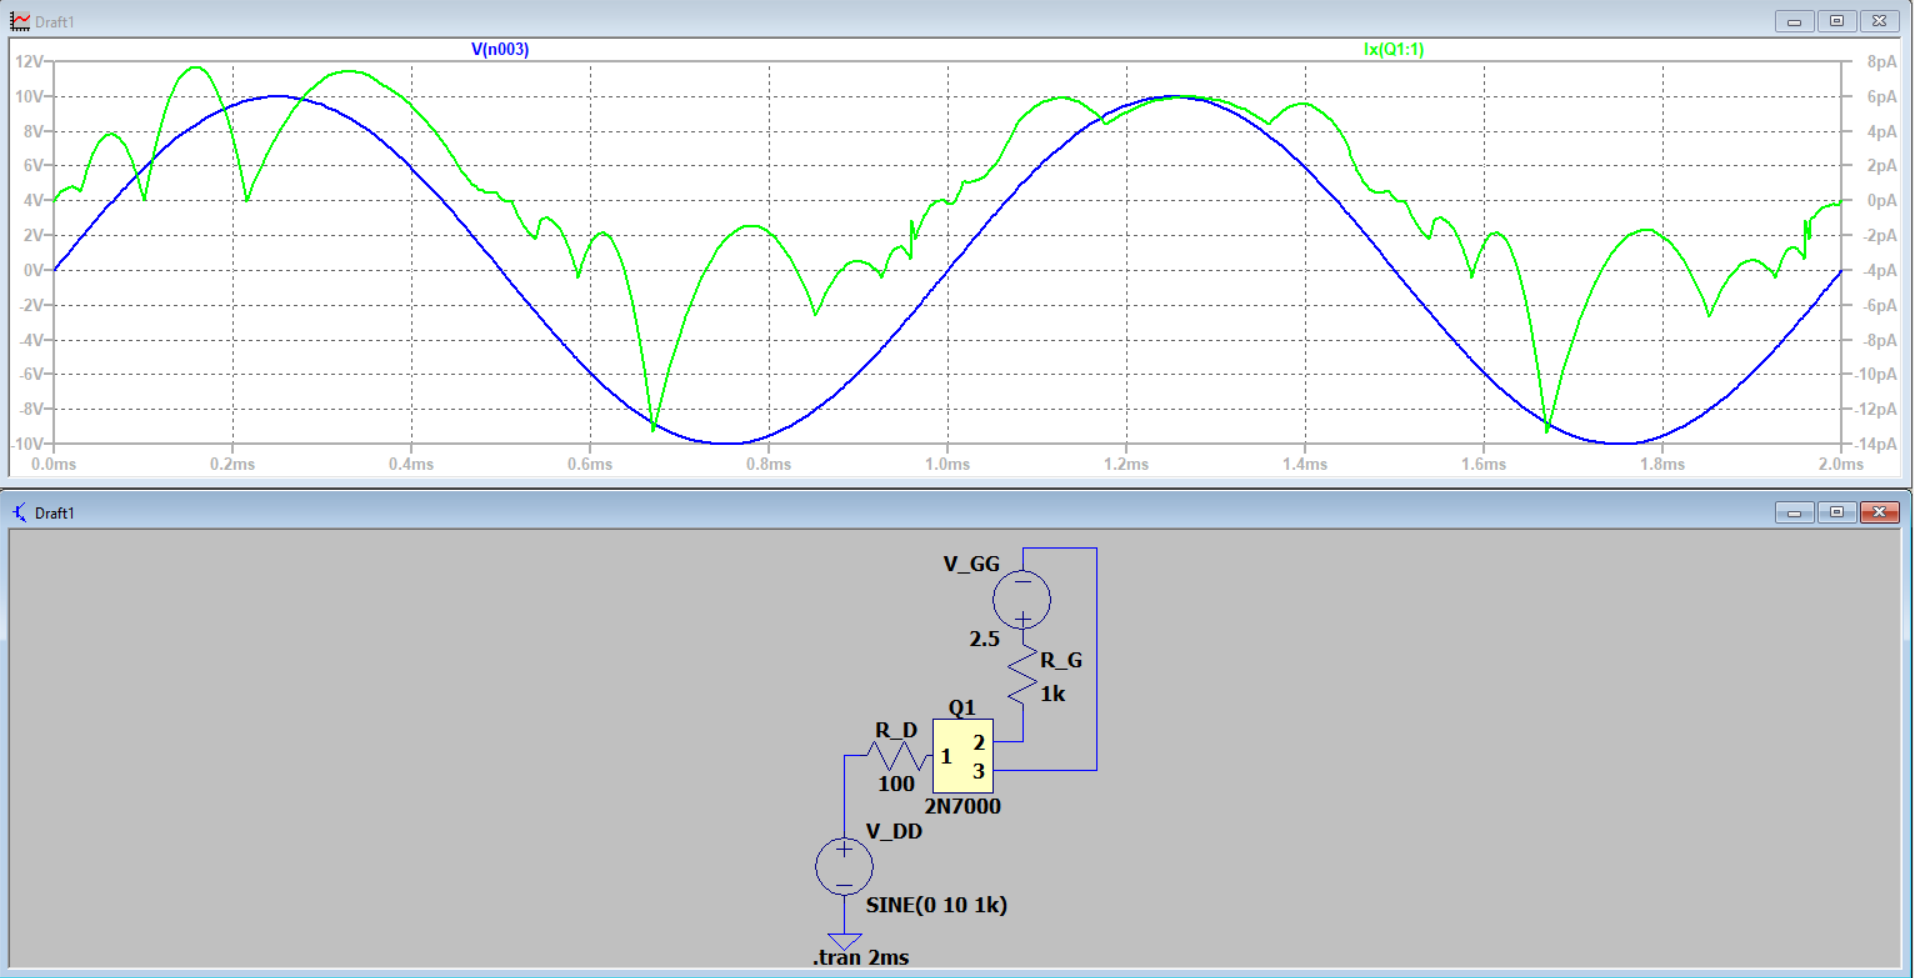 Draft1
V(n003) Ix(Q1:1)
12V 8pA
10V 6pA
8V 4pA
6V 2pA
4V 0pA
2V -2pA
0V -4pA
-2V -6pA
-4V -8pA
-6V -10pA
-8V -12pA
-10V -14pA
0.0ms 0.2ms 0.4ms 0.6ms 0.8ms 1.0ms 1.2ms 1.4ms 1.6ms 1.8ms 2.0ms
Draft1
V_GG
2.5
R_G
1k
Q1
R_D
2
1
3
100
2N7000
V_DD
SINE(0 10 1k)
.tran 2ms